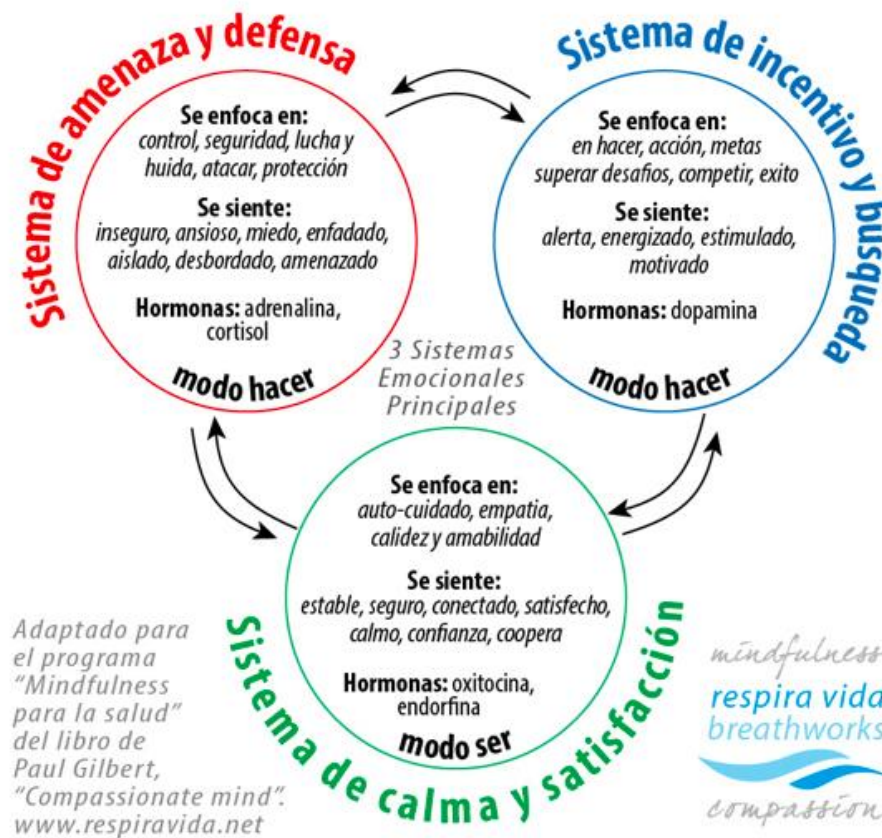 Sistema de amenaza y defensa
Se enfoca en:
control, seguridad, lucha y
huida, atacar, protección
Se siente:
inseguro, ansioso, miedo, enfadado,
aislado, desbordado, amenazado
Hormonas: adrenalina,
cortisol
modo hacer
Sistema de incentivo y busqueda
Se enfoca en:
en hacer, acción, metas
superar desafios, competir, exito
Se siente:
alerta, energizado, estimulado,
motivado
Hormonas: dopamina
modo hacer
3 Sistemas
Emocionales
Principales
Se enfoca en:
auto-cuidado, empatia,
calidez y amabilidad
Se siente:
estable, seguro, conectado, satisfecho,
calmo, confianza, coopera
Hormonas: oxitocina,
endorfina
modo ser
Sistema de calma y satisfacción
Adaptado para
el programa
“Mindfulness
para la salud”
del libro de
Paul Gilbert,
“Compassionate mind”.
www.respiravida.net
mindfulness
respira vida
breathworks
compassion